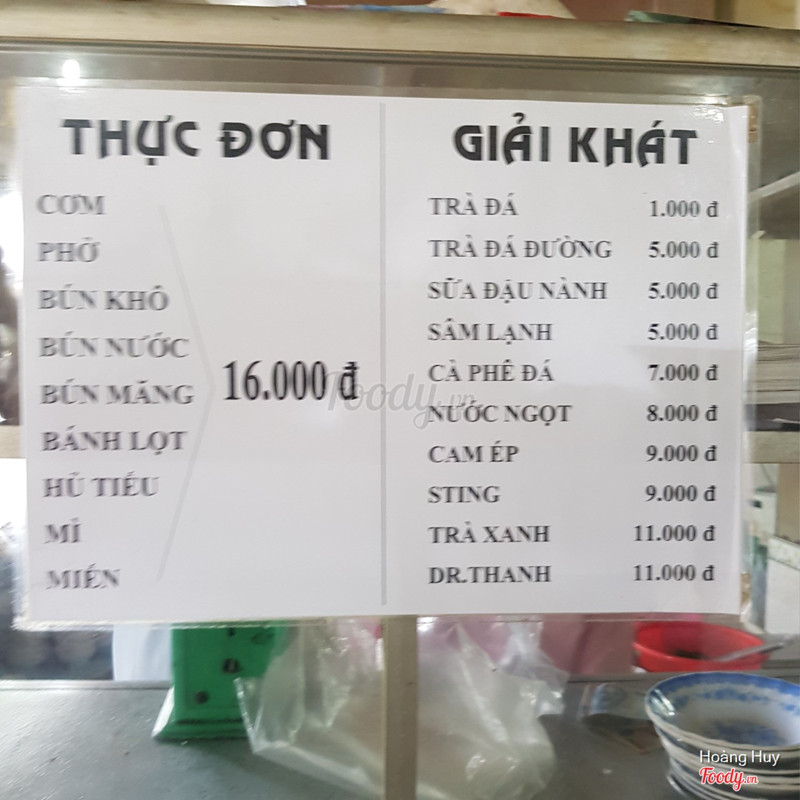 THỰC ĐƠN
CƠM
PHỞ
BÚN KHÔ
BÚN NƯỚC
BÚN MĂNG
BÁNH LỌT
HỦ TIẾU
MÌ
MIẾN
16.000 đ
GIẢI KHÁT
TRÀ ĐÁ 1.000 đ
TRÀ ĐÁ ĐƯỜNG 5.000 đ
SỮA ĐẬU NÀNH 5.000 đ
SÂM LẠNH 5.000 đ
CÀ PHÊ ĐÁ 7.000 đ
NƯỚC NGỌT 8.000 đ
CAM ÉP 9.000 đ
STING 9.000 đ
TRÀ XANH 11.000 đ
DR.THANH 11.000 đ
Foody.vn
Hoàng Huy
Foody.vn